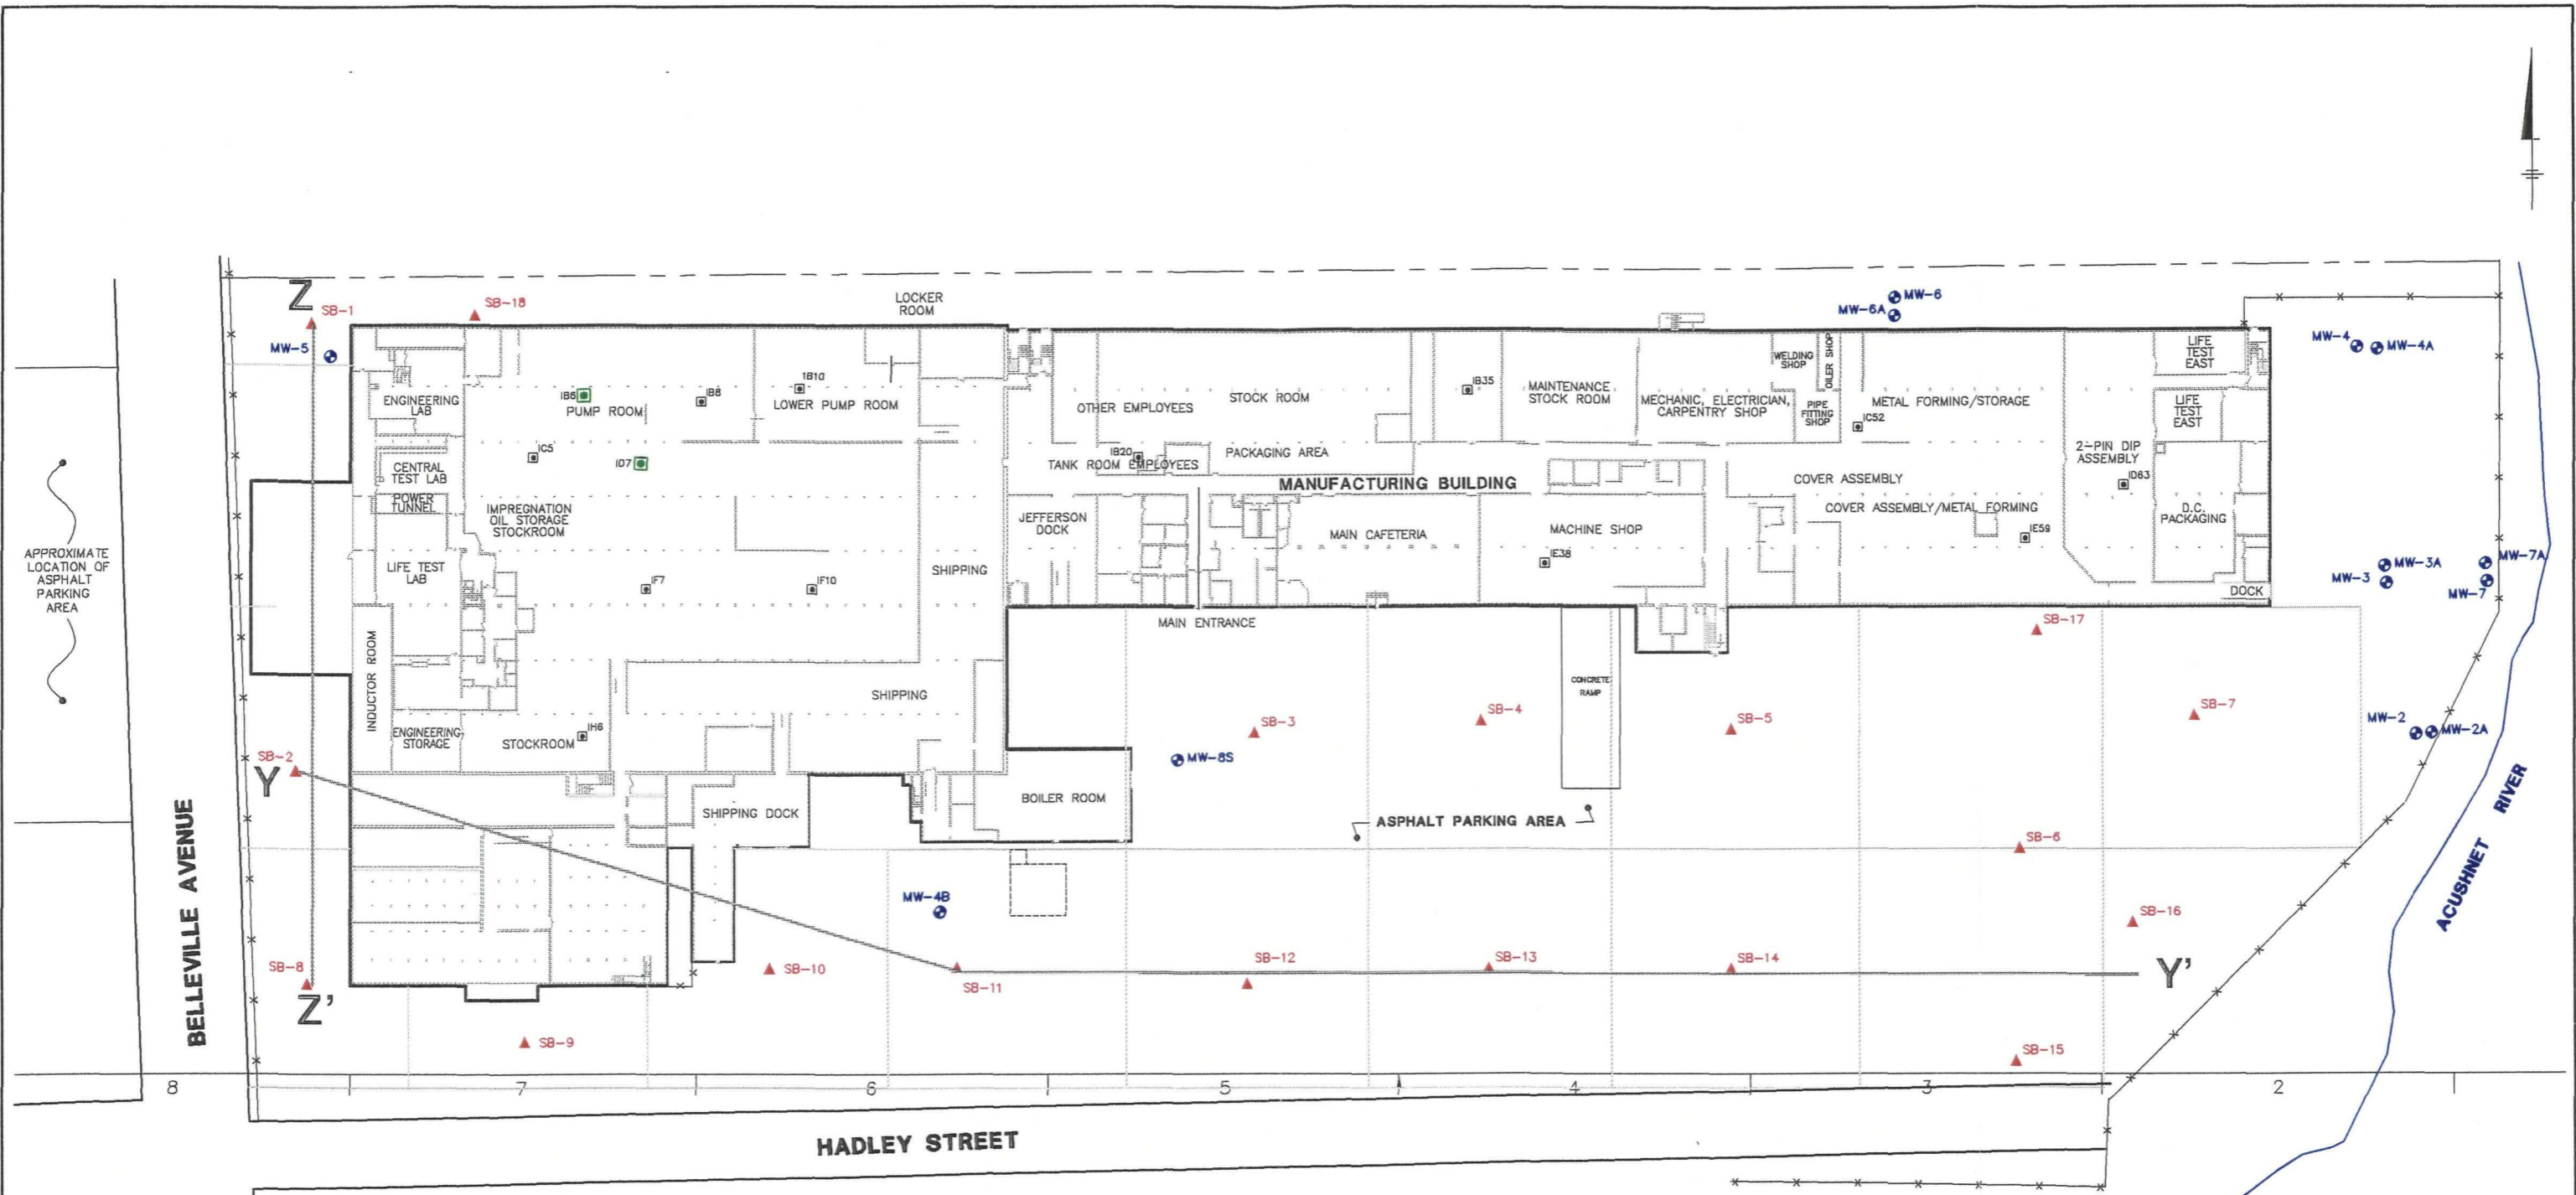 Z
SB-1
SB-18
MW-5
LOCKER
ROOM
MW-6
MW-6A
MW-4
MW-4A
ENGINEERING
LAB
IB6
PUMP ROOM
IB8
IB10
LOWER PUMP ROOM
OTHER EMPLOYEES
STOCK ROOM
IB35
MAINTENANCE
STOCK ROOM
MECHANIC, ELECTRICIAN,
CARPENTRY SHOP
WELDING
SHOP
OILER SHOP
PIPE
FITTING
SHOP
METAL FORMING/STORAGE
IC52
LIFE
TEST
EAST
LIFE
TEST
EAST
IC5
ID7
IB20
TANK ROOM EMPLOYEES
PACKAGING AREA
2-PIN DIP
ASSEMBLY
ID63
CENTRAL
TEST LAB
POWER
TUNNEL
IMPREGNATION
OIL STORAGE
STOCKROOM
MANUFACTURING BUILDING
COVER ASSEMBLY
COVER ASSEMBLY/METAL FORMING
D.C.
PACKAGING
JEFFERSON
DOCK
MAIN CAFETERIA
MACHINE SHOP
IE38
IE59
APPROXIMATE
LOCATION OF
ASPHALT
PARKING
AREA
LIFE TEST
LAB
IF7
IF10
SHIPPING
MW-3A
MW-3
MW-7A
MW-7
DOCK
MAIN ENTRANCE
SB-17
INDUCTOR ROOM
SHIPPING
CONCRETE
RAMP
SB-3
SB-4
SB-5
SB-7
MW-2
MW-2A
ENGINEERING
STORAGE
STOCKROOM
IH6
SB-2
Y
MW-8S
BOILER ROOM
SHIPPING DOCK
ASPHALT PARKING AREA
SB-6
BELLEVILLE AVENUE
ACUSHNET RIVER
MW-4B
SB-16
SB-8
Z'
SB-10
SB-11
SB-12
SB-13
SB-14
Y'
SB-9
SB-15
8
7
6
5
4
3
2
HADLEY STREET